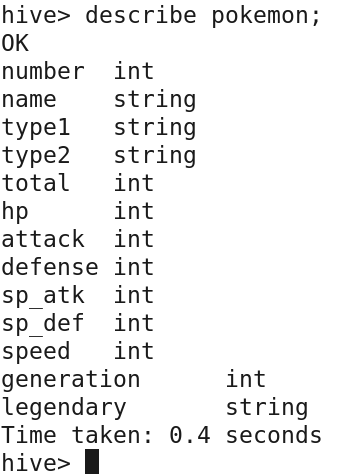 hive> describe pokemon;
OK
number  int
name    string
type1   string
type2   string
total   int
hp      int
attack  int
defense int
sp_atk  int
sp_def  int
speed   int
generation      int
legendary       string
Time taken: 0.4 seconds
hive>